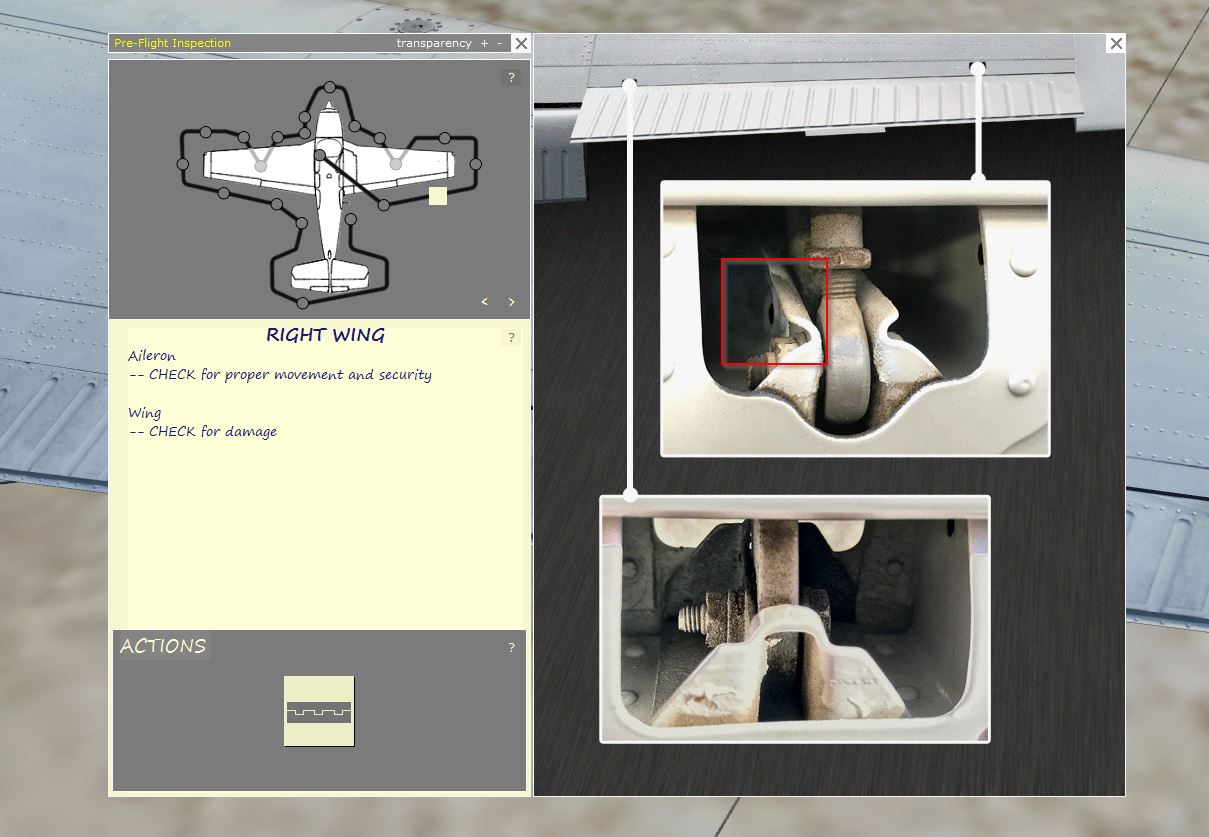 Pre-Flight Inspection transparency + -
?
< >
RIGHT WING ?
Aileron
-- CHECK for proper movement and security
Wing
-- CHECK for damage
ACTIONS ?